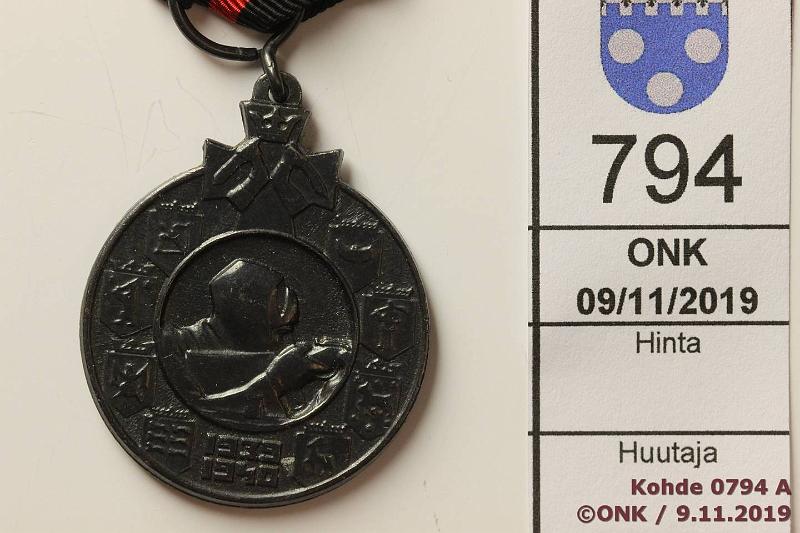 794
ONK
09/11/2019
Hinta
Huutaja
Kohde 0794 A
©ONK / 9.11.2019
1939
1940